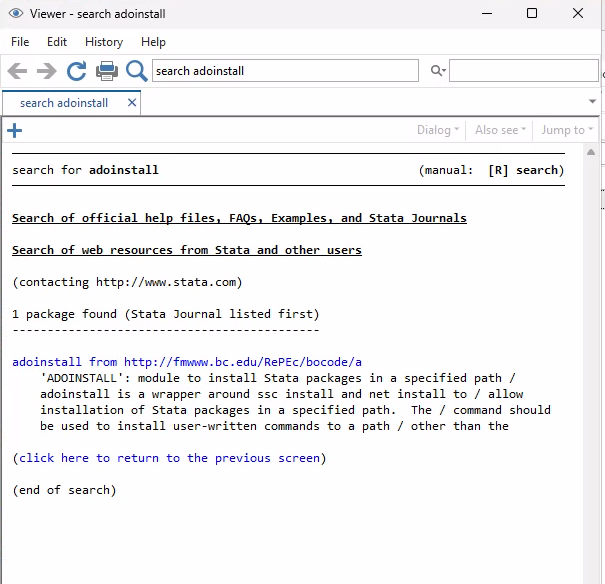 Viewer - search adoinstall
File Edit History Help
search adoinstall
search adoinstall
Dialog Also see Jump to
search for adoinstall (manual: [R] search)
Search of official help files, FAQs, Examples, and Stata Journals
Search of web resources from Stata and other users
(contacting http://www.stata.com)
1 package found (Stata Journal listed first)
-------------------------------------------
adoinstall from http://fmwww.bc.edu/RePEc/bocode/a
'ADOINSTALL': module to install Stata packages in a specified path /
adoinstall is a wrapper around ssc install and net install to / allow
installation of Stata packages in a specified path. The / command should
be used to install user-written commands to a path / other than the
(click here to return to the previous screen)
(end of search)